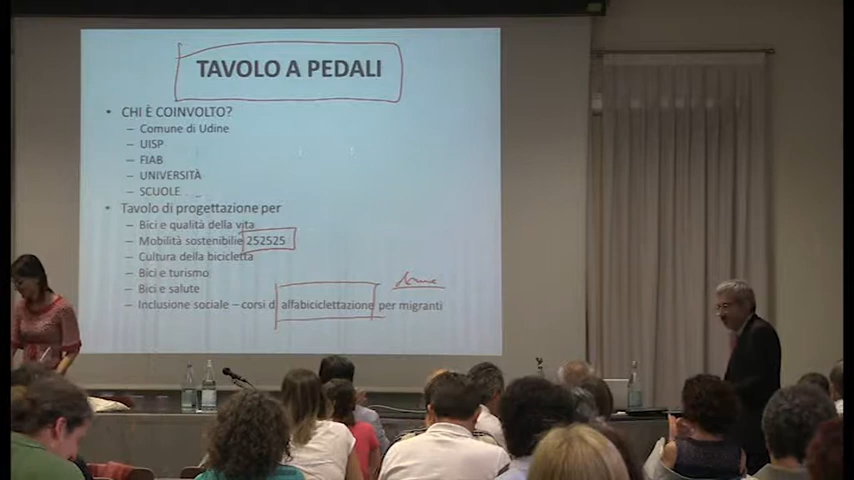 TAVOLO A PEDALI
• CHI È COINVOLTO?
– Comune di Udine
– UISP
– FIAB
– UNIVERSITÀ
– SCUOLE . . .
• Tavolo di progettazione per
– Bici e qualità della vita
– Mobilità sostenibile 252525
– Cultura della bicicletta
– Bici e turismo
– Bici e salute
– Inclusione sociale – corsi di alfabiciclettazione per migranti